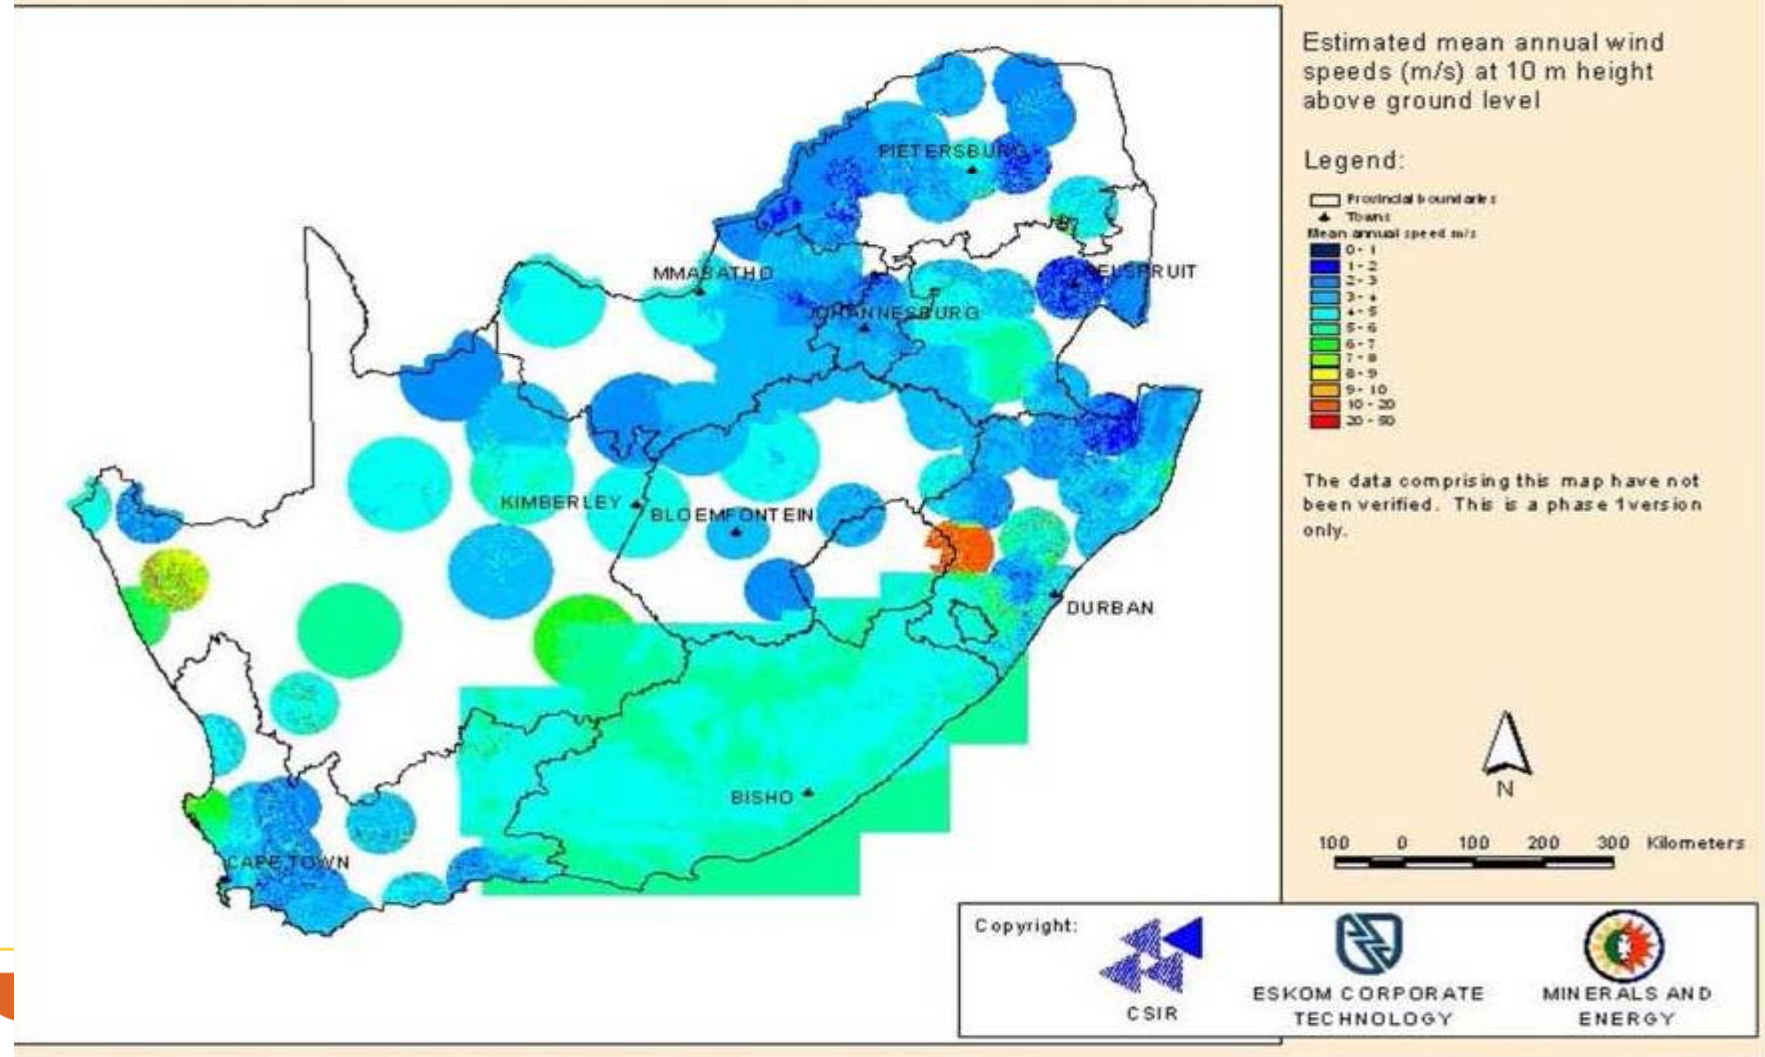 Estimated mean annual wind
speeds (m/s) at 10 m height
above ground level
Legend:
Provincial boundaries
Towns
Mean annual speed m/s
0 - 1
1 - 2
2 - 3
3 - 4
4 - 5
5 - 6
6 - 7
7 - 8
8 - 9
9 - 10
10 - 20
20 - 50
The data comprising this map have not
been verified. This is a phase 1 version
only.
PIETERSBURG
MMABATHO
NELSPRUIT
JOHANNESBURG
KIMBERLEY
BLOEMFONTEIN
DURBAN
BISHO
CAPE TOWN
N
100 0 100 200 300 Kilometers
Copyright:
CSIR
ESKOM CORPORATE
TECHNOLOGY
MINERALS AND
ENERGY